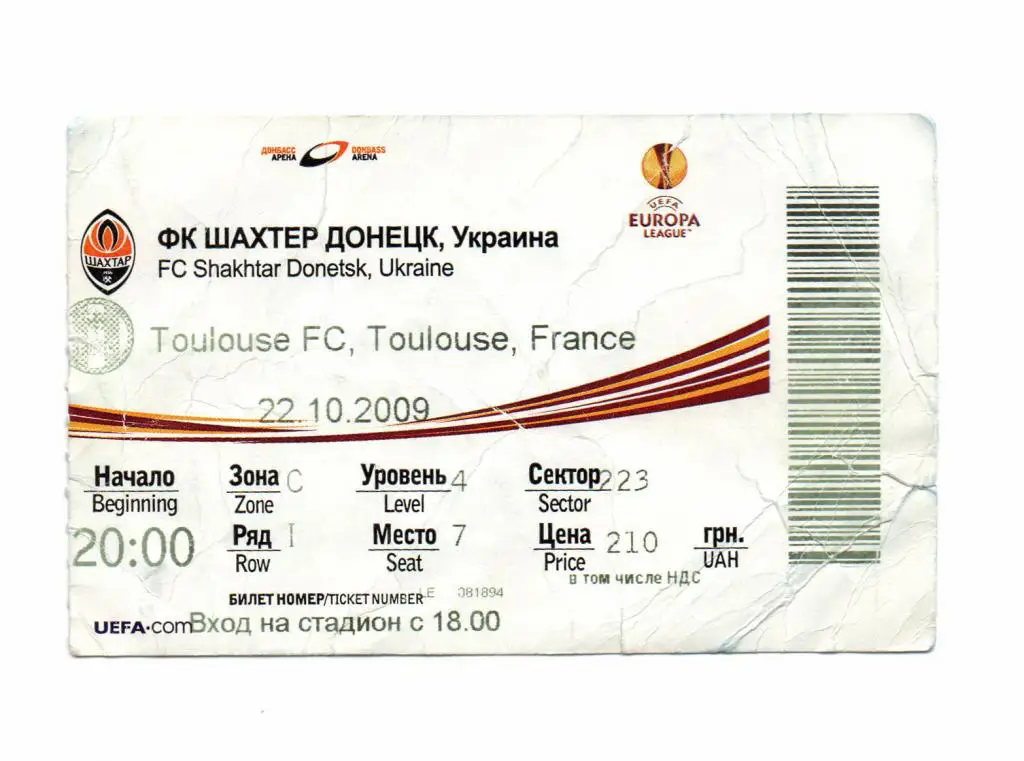 ДОНБАСС АРЕНА DONBASS ARENA
UEFA EUROPA LEAGUE™
ШАХТАР
ФК ШАХТЕР ДОНЕЦК, Украина
FC Shakhtar Donetsk, Ukraine
Toulouse FC, Toulouse, France
22.10.2009
Начало Зона C Уровень 4 Сектор 223
Beginning Zone Level Sector
20:00 Ряд I Место 7 Цена 210 грн.
Row Seat Price UAH
в том числе НДС
БИЛЕТ НОМЕР/TICKET NUMBER LE 081894
UEFA.com Вход на стадион с 18.00